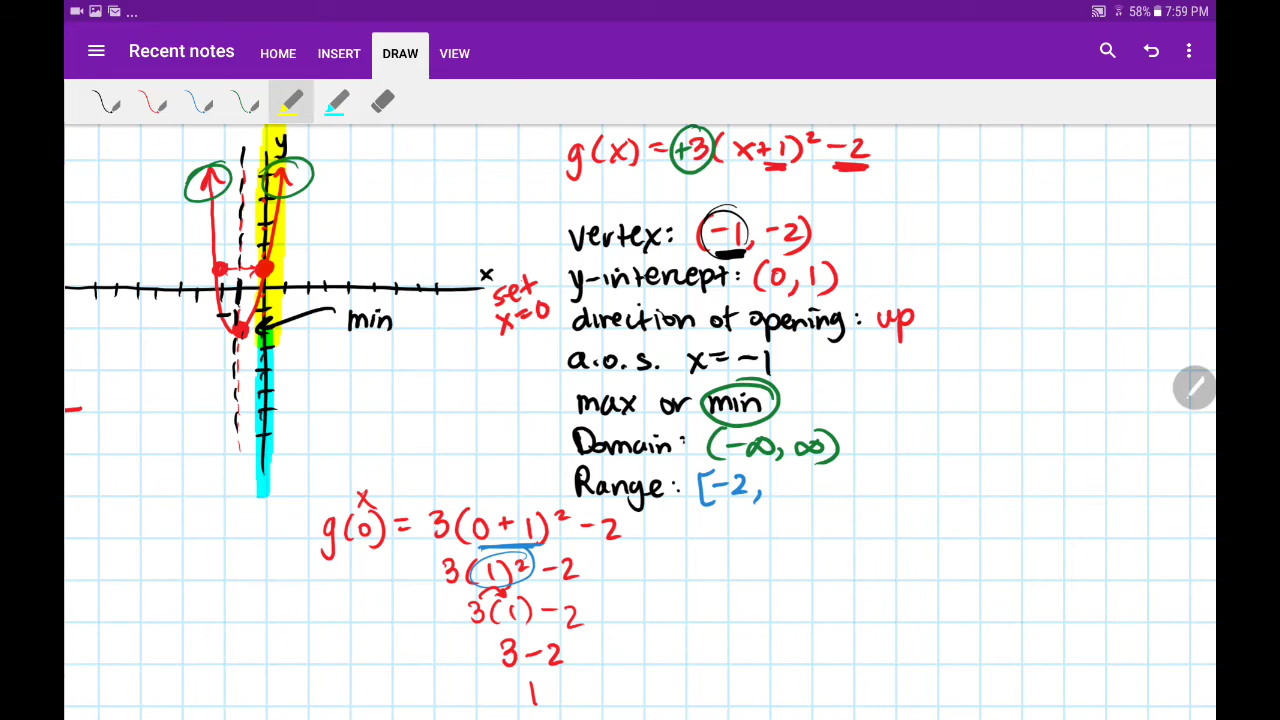 ... 58% 7:59 PM
Recent notes HOME INSERT DRAW VIEW
g(x) = +3(x+1)² -2
y
vertex: (-1, -2)
x
set
x=0
y-intercept: (0, 1)
-1
min
direction of opening: up
a.o.s. x = -1
max or min
Domain: (-∞, ∞)
Range: [-2,
x
g(0) = 3(0 + 1)² - 2
3(1)² - 2
3(1) - 2
3 - 2
1